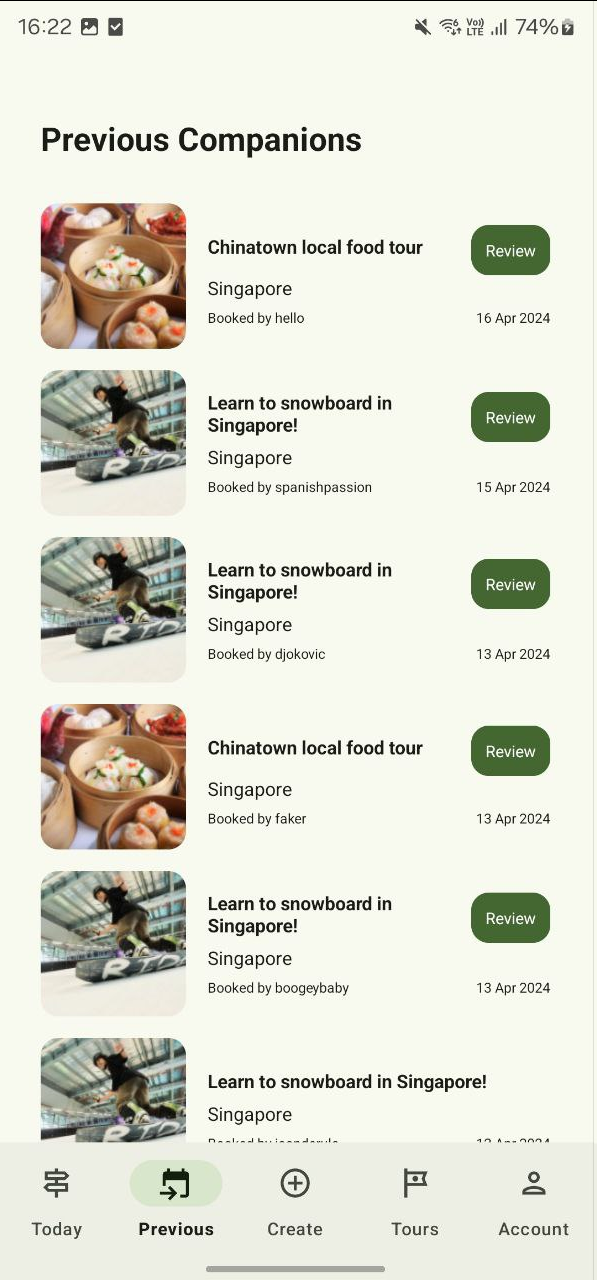 16:22
Vo)) LTE 74%
Previous Companions
Chinatown local food tour
Review
Singapore
Booked by hello 16 Apr 2024
Learn to snowboard in
Singapore!
Review
Singapore
Booked by spanishpassion 15 Apr 2024
Learn to snowboard in
Singapore!
Review
Singapore
Booked by djokovic 13 Apr 2024
Chinatown local food tour
Review
Singapore
Booked by faker 13 Apr 2024
Learn to snowboard in
Singapore!
Review
Singapore
Booked by boogeybaby 13 Apr 2024
Learn to snowboard in Singapore!
Singapore
Today Previous Create Tours Account